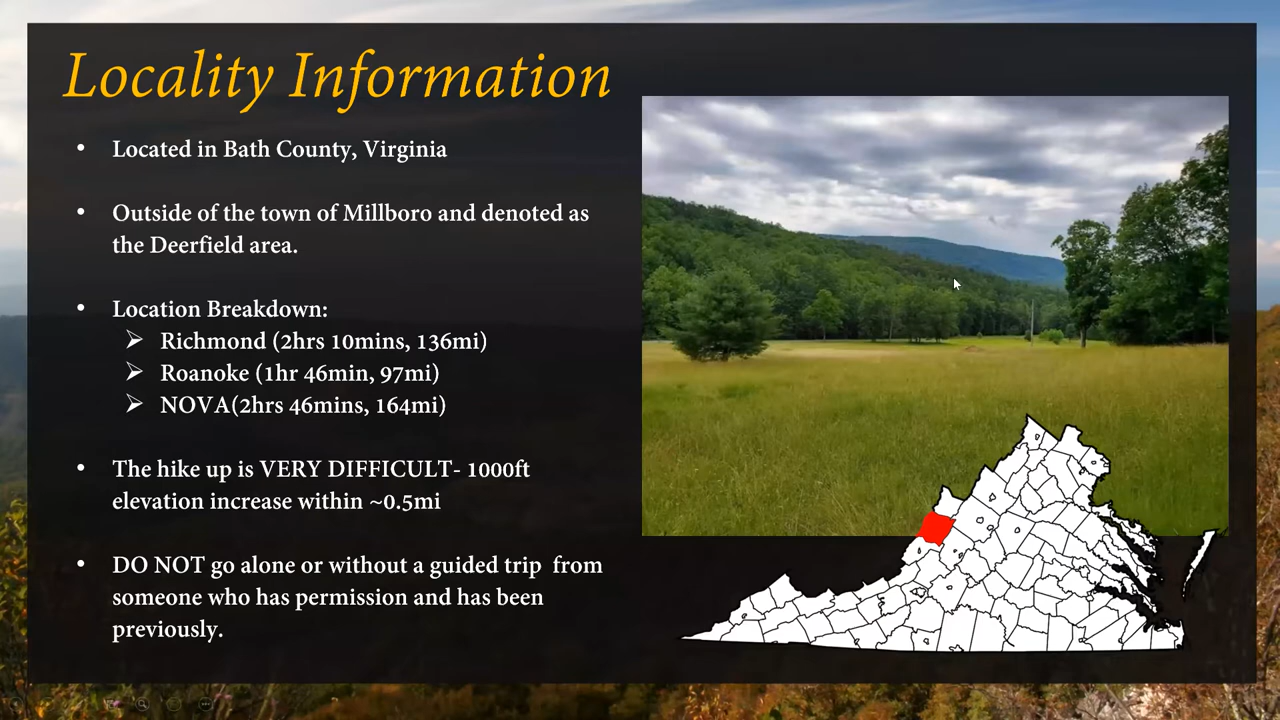 Locality Information
• Located in Bath County, Virginia
• Outside of the town of Millboro and denoted as
the Deerfield area.
• Location Breakdown:
➢ Richmond (2hrs 10mins, 136mi)
➢ Roanoke (1hr 46min, 97mi)
➢ NOVA(2hrs 46mins, 164mi)
• The hike up is VERY DIFFICULT- 1000ft
elevation increase within ~0.5mi
• DO NOT go alone or without a guided trip  from
someone who has permission and has been
previously.